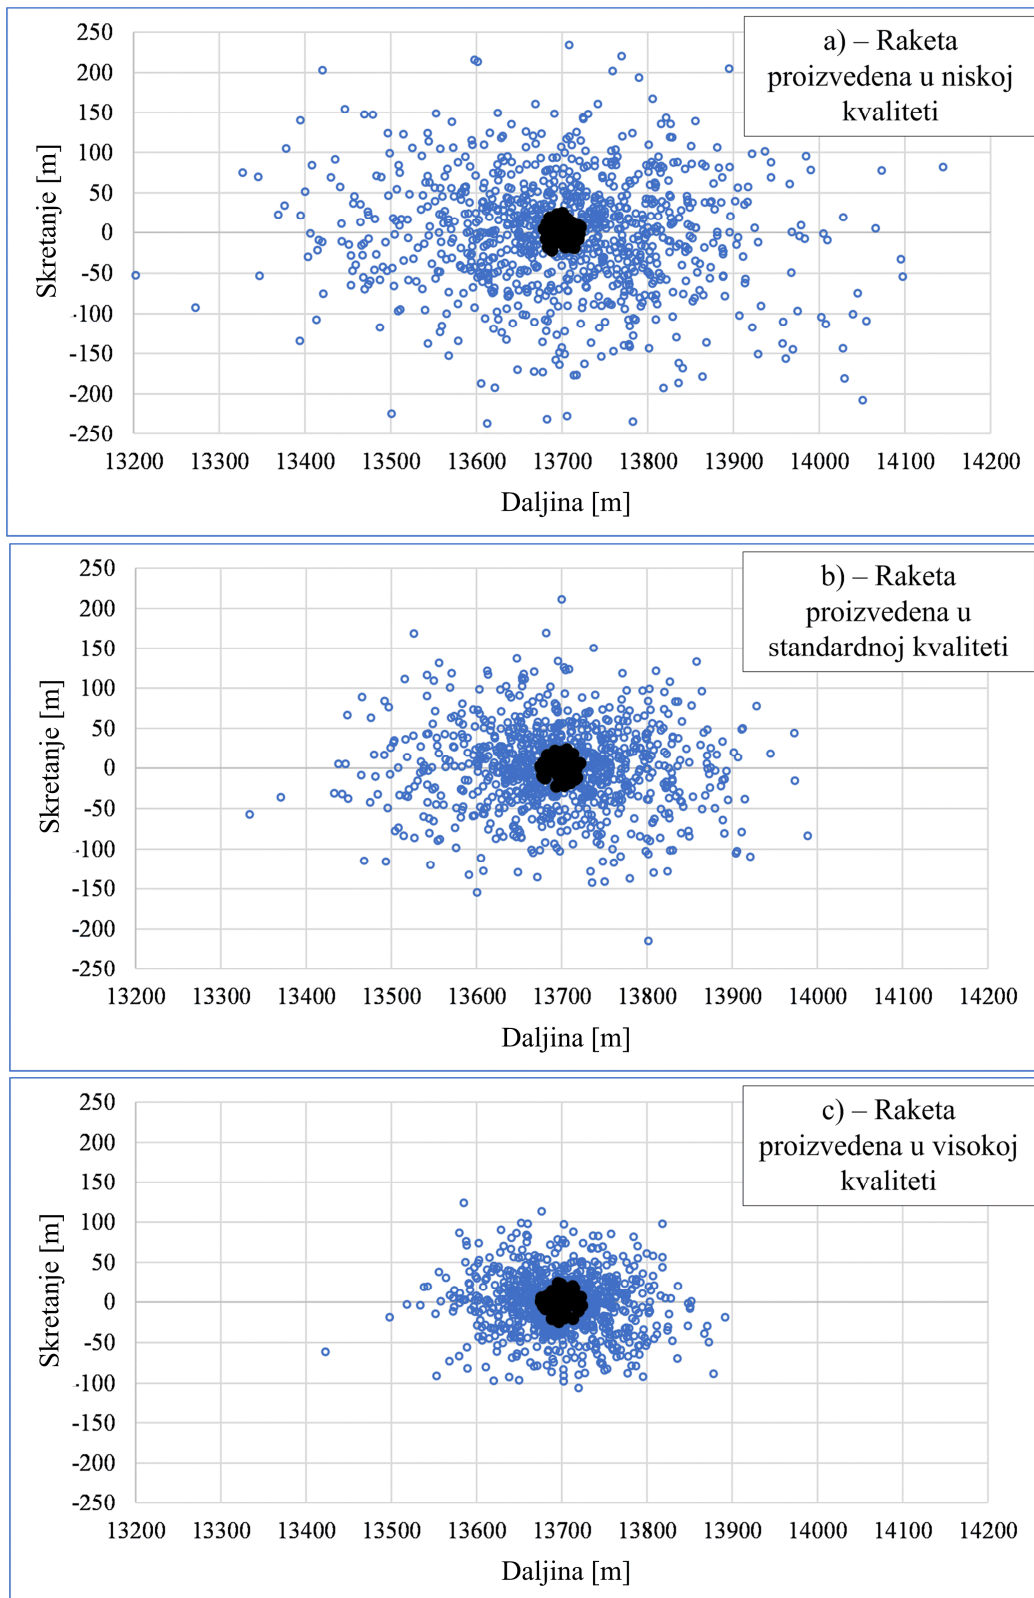 a) – Raketa
proizvedena u niskoj
kvaliteti
250
200
150
100
50
0
-50
-100
-150
-200
-250
Skretanje [m]
13200 13300 13400 13500 13600 13700 13800 13900 14000 14100 14200
Daljina [m]
b) – Raketa
proizvedena u
standardnoj kvaliteti
250
200
150
100
50
0
-50
-100
-150
-200
-250
Skretanje [m]
13200 13300 13400 13500 13600 13700 13800 13900 14000 14100 14200
Daljina [m]
c) – Raketa
proizvedena u visokoj
kvaliteti
250
200
150
100
50
0
-50
-100
-150
-200
-250
Skretanje [m]
13200 13300 13400 13500 13600 13700 13800 13900 14000 14100 14200
Daljina [m]